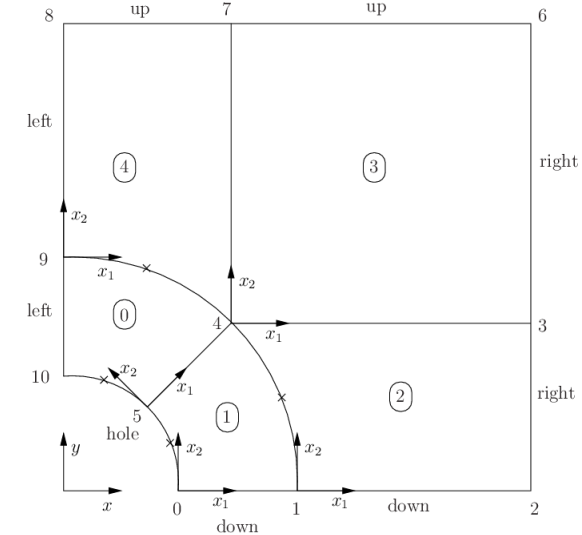 8 up 7 up 6
left
4 3 right
x₂
9 x₁
x₂
left 0
4 x₁ 3
x₂
10 x₁ 2 right
5 1
hole
y x₂ x₂
x 0 x₁ 1 x₁ down 2
down